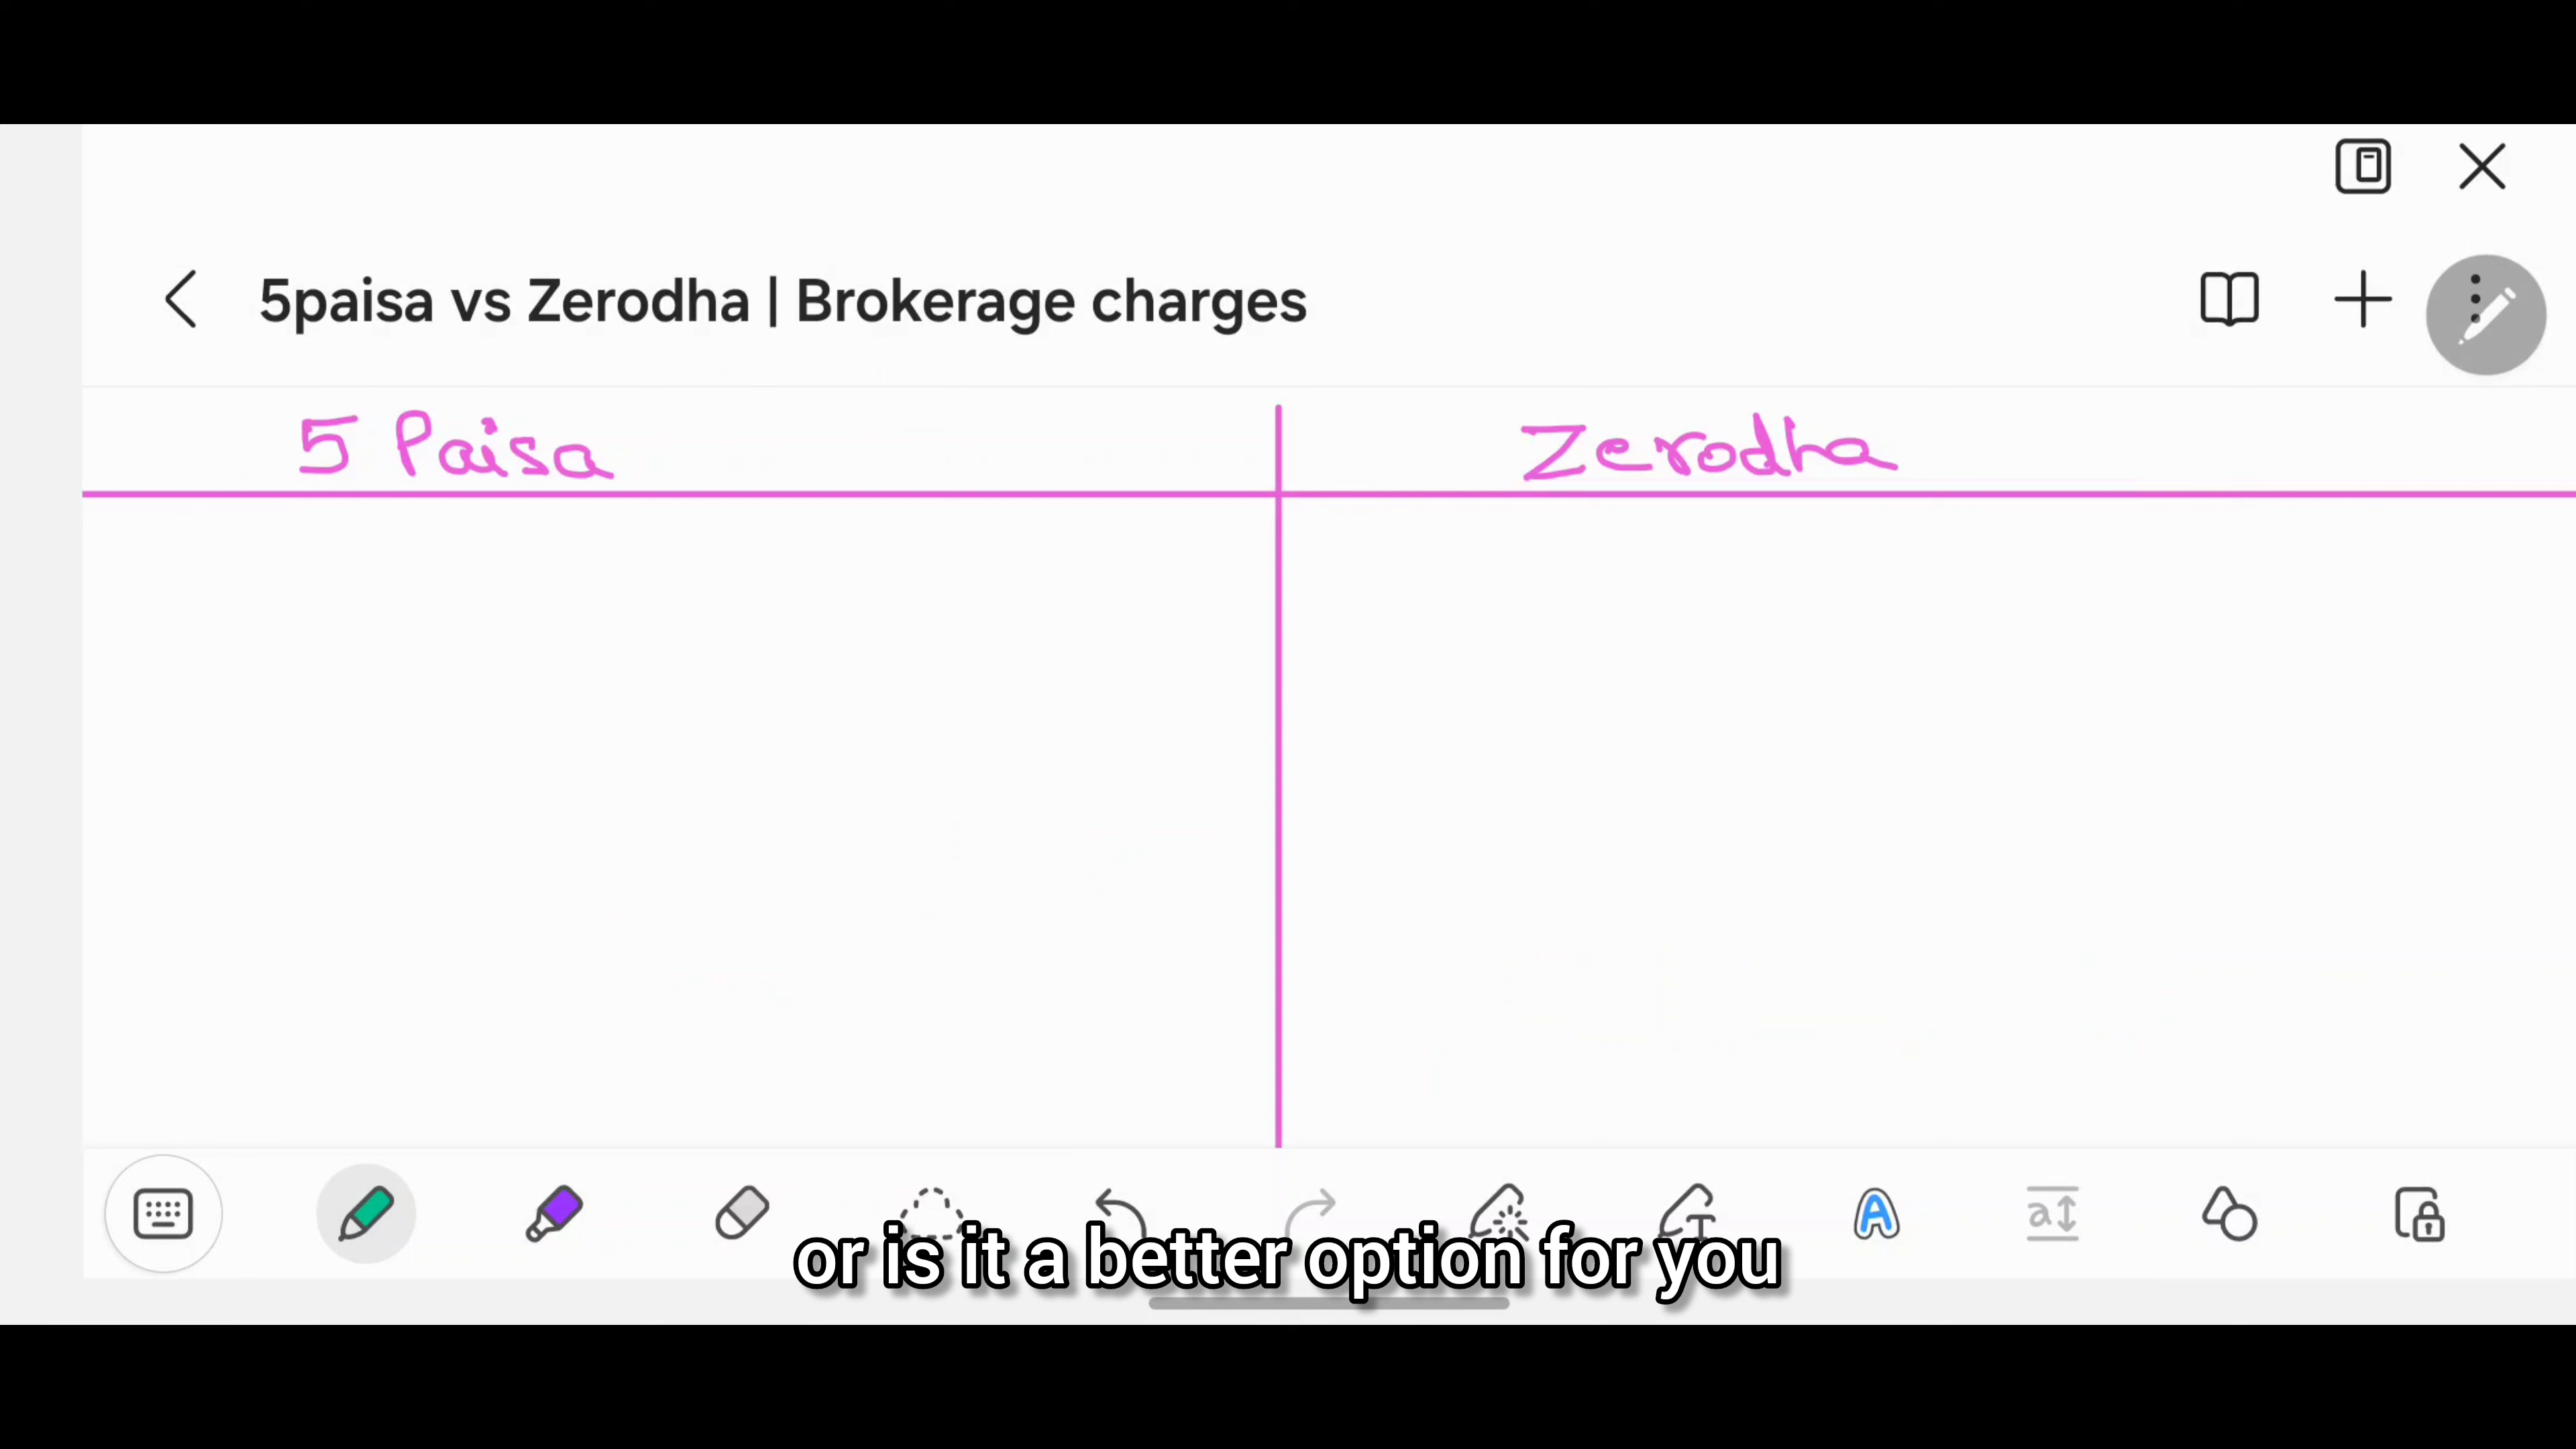 5paisa vs Zerodha | Brokerage charges
5 Paisa
Zerodha
or is it a better option for you